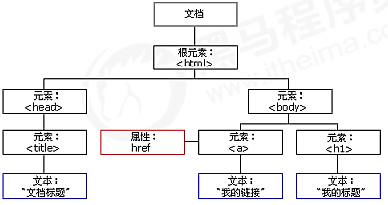 文档
根元素：
<html>
元素：
<head>
元素：
<body>
元素：
<title>
属性：
href
元素：
<a>
元素：
<h1>
文本：
"文档标题"
文本：
"我的链接"
文本：
"我的标题"